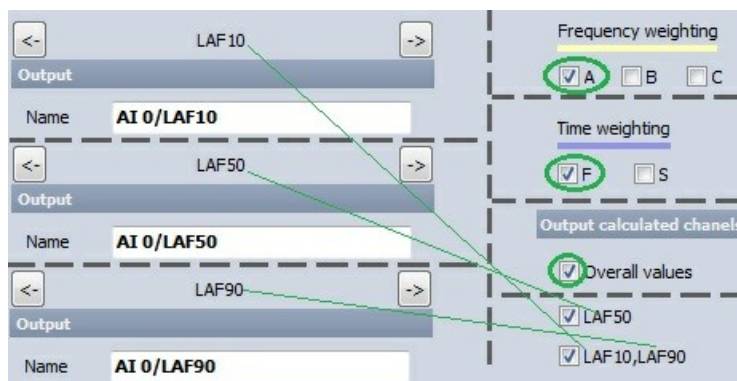 <- LAF10 ->
Output
Name AI 0/LAF10
<- LAF50 ->
Output
Name AI 0/LAF50
<- LAF90 ->
Output
Name AI 0/LAF90
Frequency weighting
A B C
Time weighting
F S
Output calculated chanels
Overall values
LAF50
LAF10,LAF90